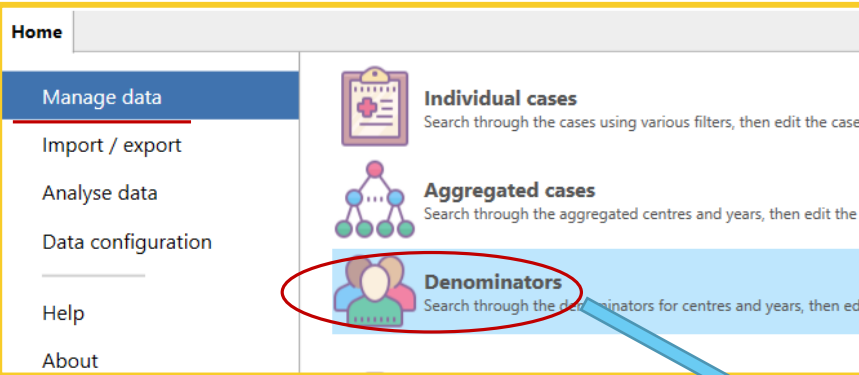 Home
Manage data
Import / export
Analyse data
Data configuration
Help
About
Individual cases
Search through the cases using various filters, then edit the case
Aggregated cases
Search through the aggregated centres and years, then edit the
Denominators
Search through the denominators for centres and years, then ed